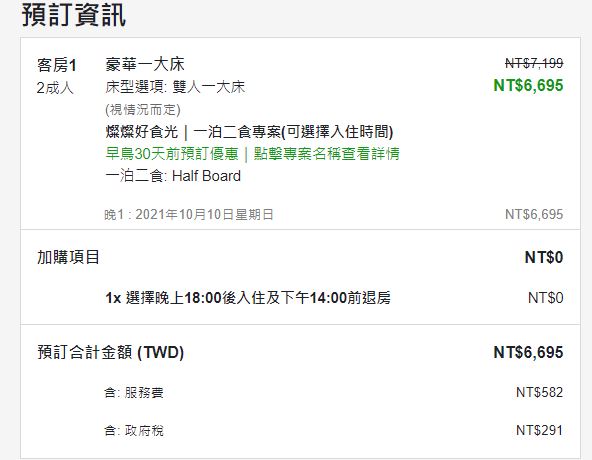 預訂資訊
客房1 豪華一大床 NT$7,199
2成人 床型選項: 雙人一大床 NT$6,695
(視情況而定)
燦燦好食光｜一泊二食專案(可選擇入住時間)
早鳥30天前預訂優惠｜點擊專案名稱查看詳情
一泊二食: Half Board
晚1 : 2021年10月10日星期日 NT$6,695
加購項目 NT$0
1x 選擇晚上18:00後入住及下午14:00前退房 NT$0
預訂合計金額 (TWD) NT$6,695
含: 服務費 NT$582
含: 政府稅 NT$291